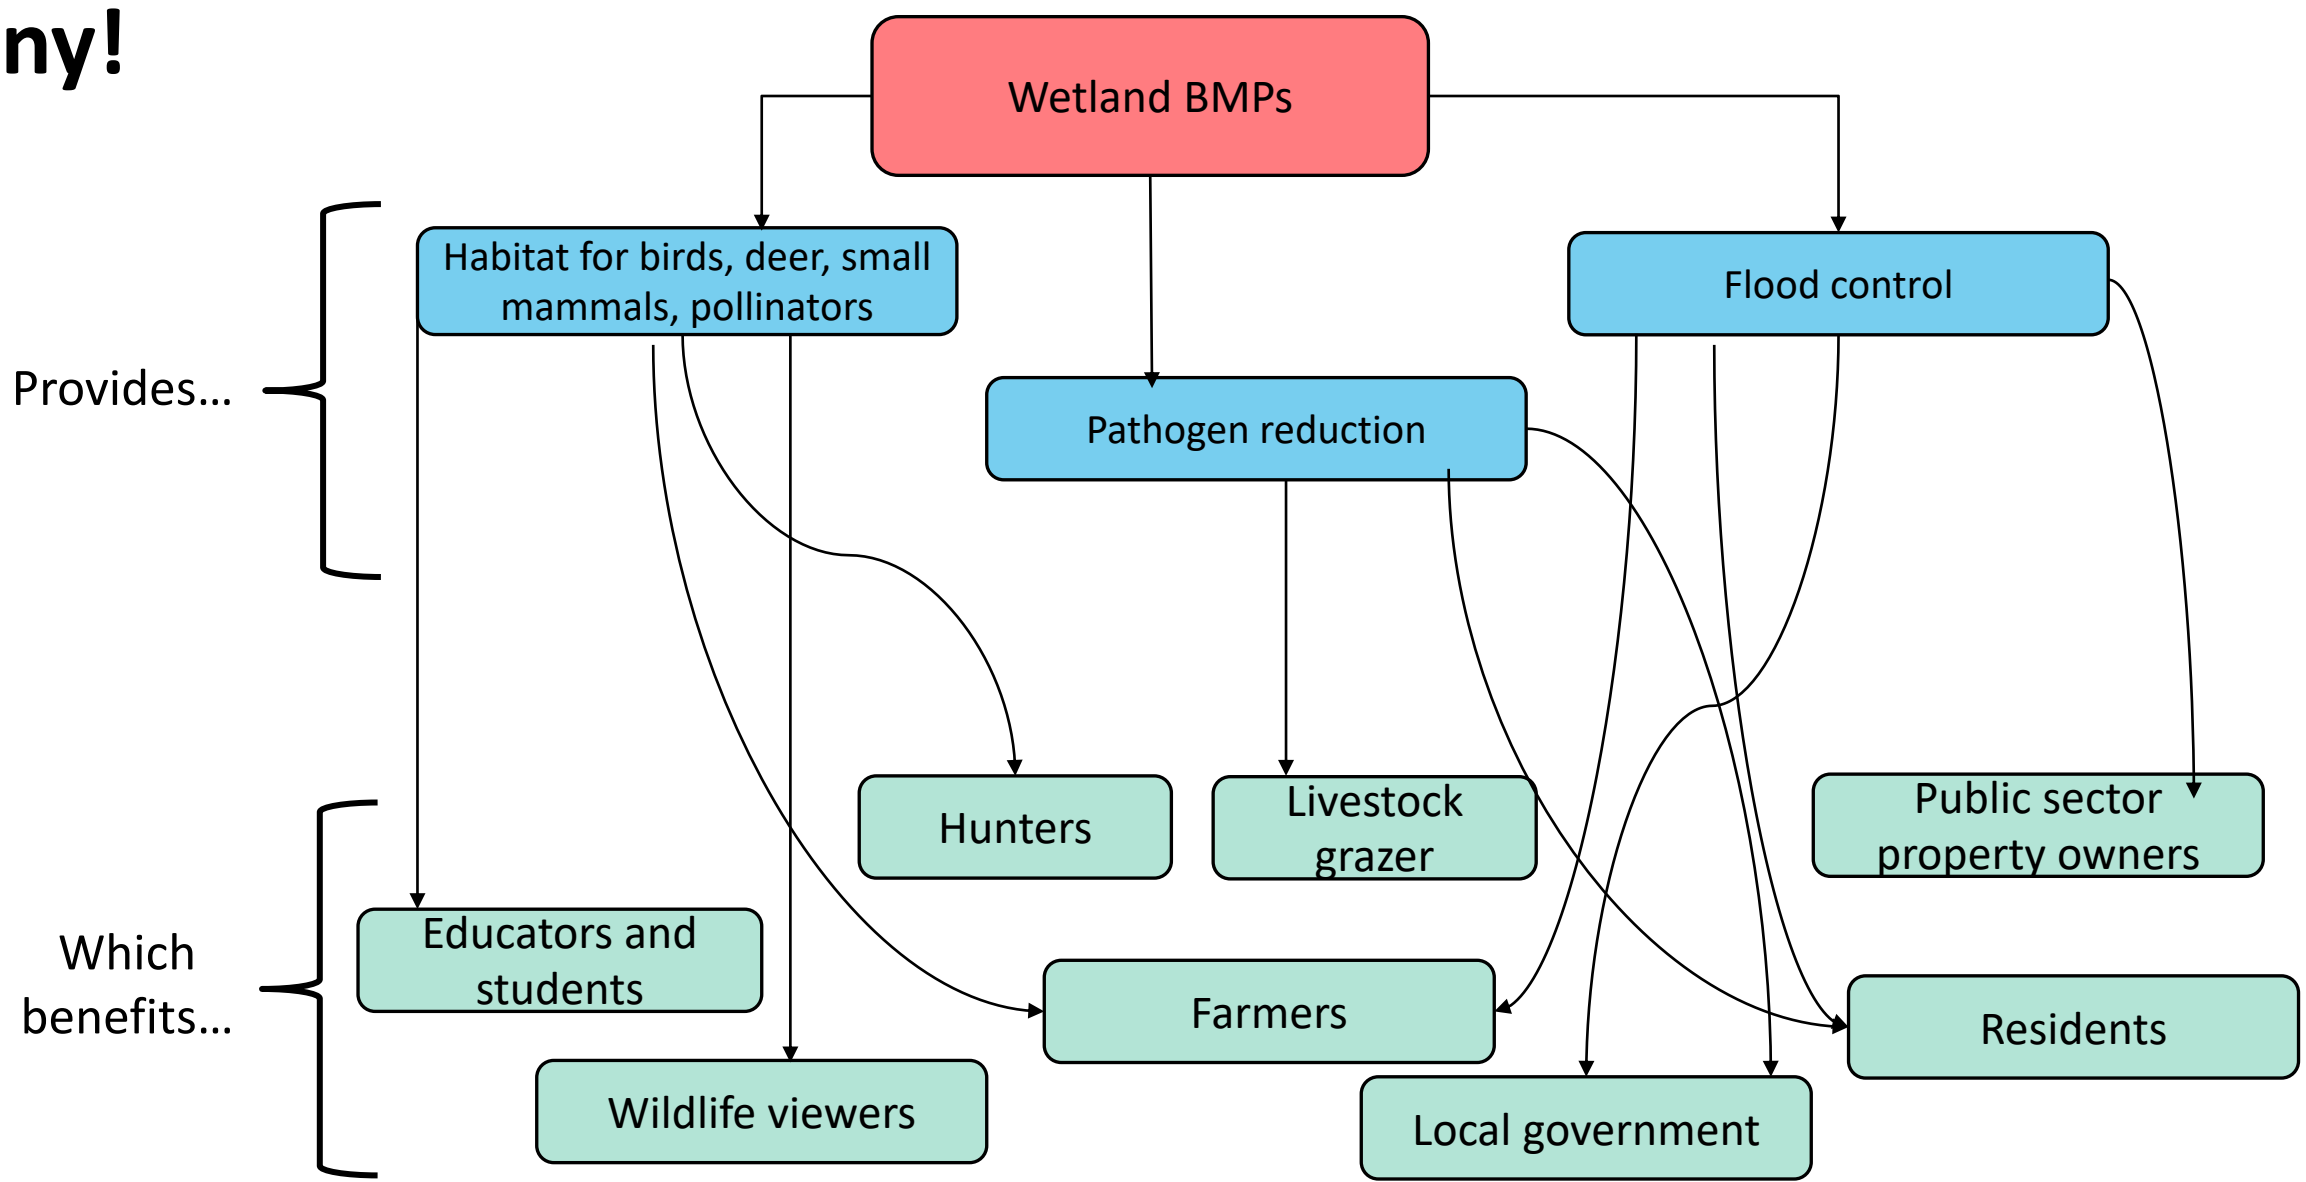 ny!
Wetland BMPs
Habitat for birds, deer, small
mammals, pollinators
Flood control
Provides...
Pathogen reduction
Hunters
Livestock
grazer
Public sector
property owners
Which
benefits...
Educators and
students
Farmers
Residents
Wildlife viewers
Local government